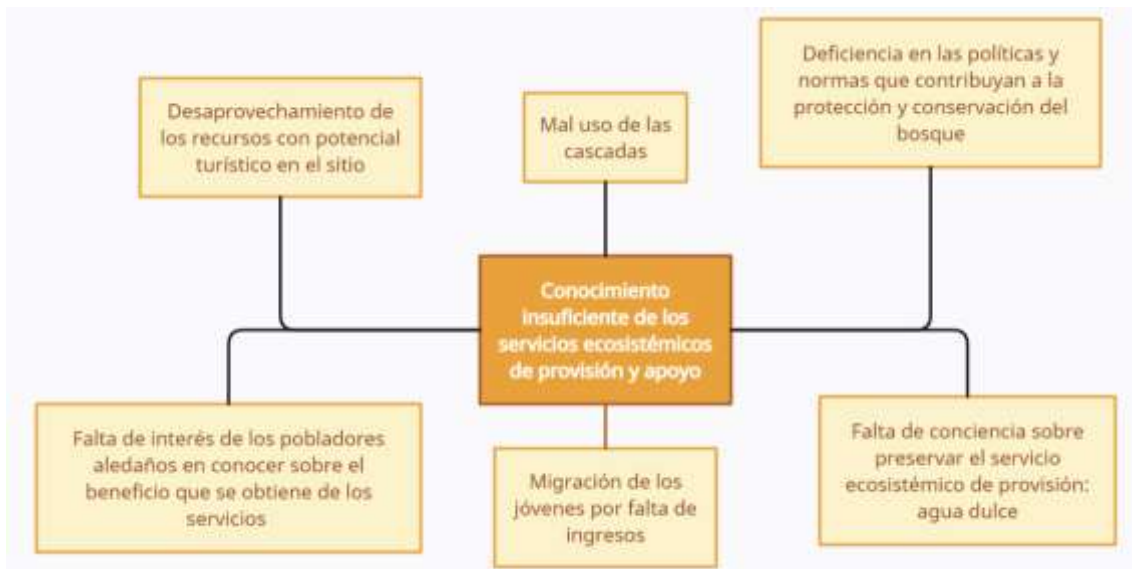 Desaprovechamiento de
los recursos con potencial
turístico en el sitio
Mal uso de las
cascadas
Deficiencia en las políticas y
normas que contribuyan a la
protección y conservación del
bosque
Conocimiento
insuficiente de los
servicios ecosistémicos
de provisión y apoyo
Falta de interés de los pobladores
aledaños en conocer sobre el
beneficio que se obtiene de los
servicios
Migración de los
jóvenes por falta de
ingresos
Falta de conciencia sobre
preservar el servicio
ecosistémico de provisión:
agua dulce